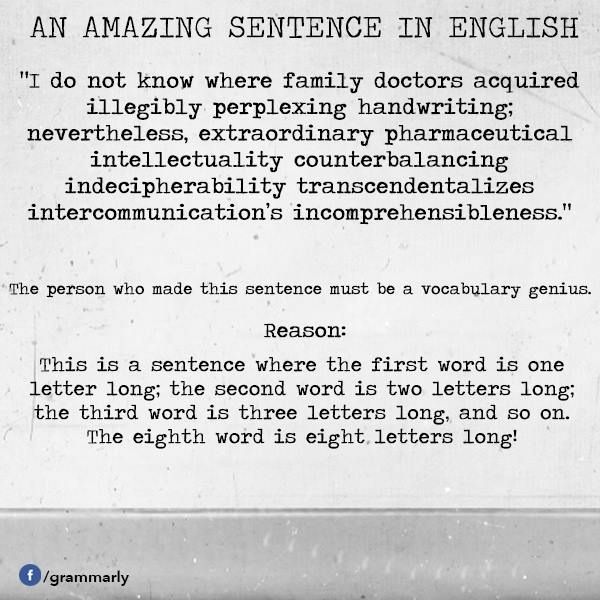 AN AMAZING SENTENCE IN ENGLISH
"I do not know where family doctors acquired
illegibly perplexing handwriting;
nevertheless, extraordinary pharmaceutical
intellectuality counterbalancing
indecipherability transcendentalizes
intercommunication's incomprehensibleness."
The person who made this sentence must be a vocabulary genius.
Reason:
This is a sentence where the first word is one
letter long; the second word is two letters long;
the third word is three letters long, and so on.
The eighth word is eight letters long!
f /grammarly